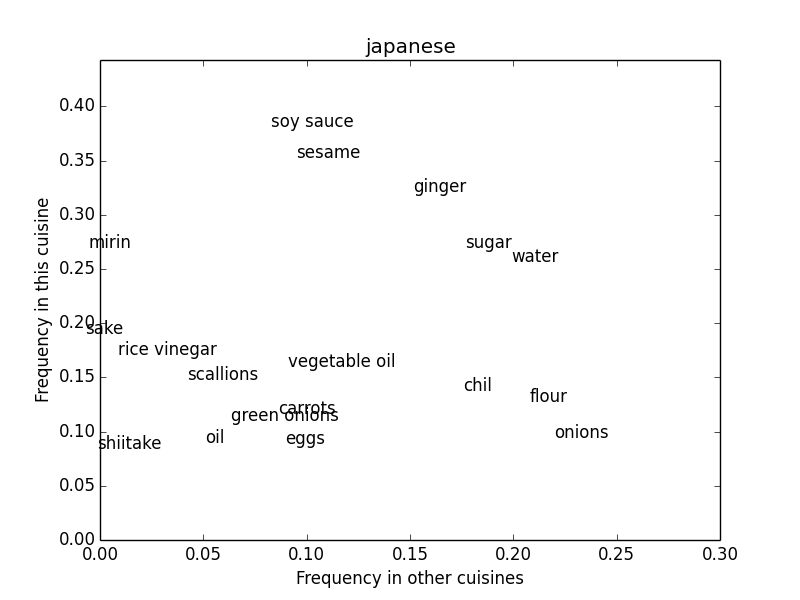 japanese
0.40
soy sauce
sesame
0.35
ginger
0.30
mirin
sugar
water
0.25
0.20
sake
rice vinegar
vegetable oil
scallions
0.15
chil
flour
carrots
green onions
0.10
onions
shiitake
oil
eggs
0.05
0.00
Frequency in this cuisine
0.00 0.05 0.10 0.15 0.20 0.25 0.30
Frequency in other cuisines